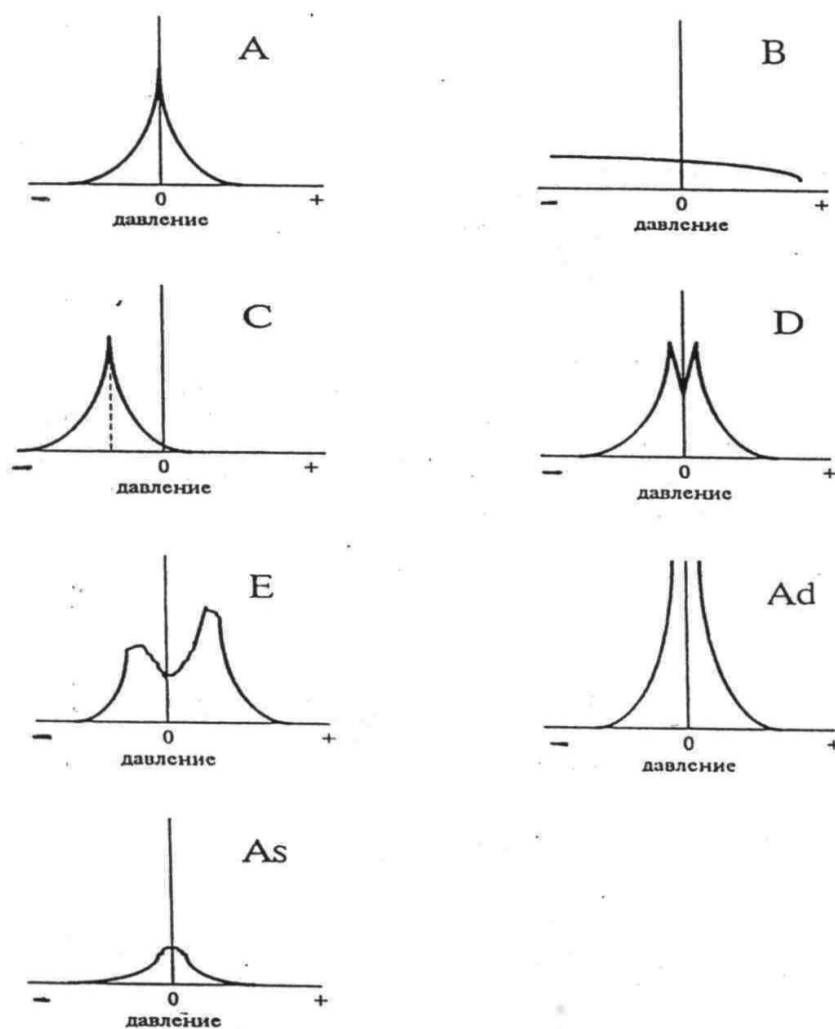 A
B
− 0 +
давление
− 0 +
давление
C
D
− 0 +
давление
− 0 +
давление
E
Ad
− 0 +
давление
− 0 +
давление
As
− 0 +
давление